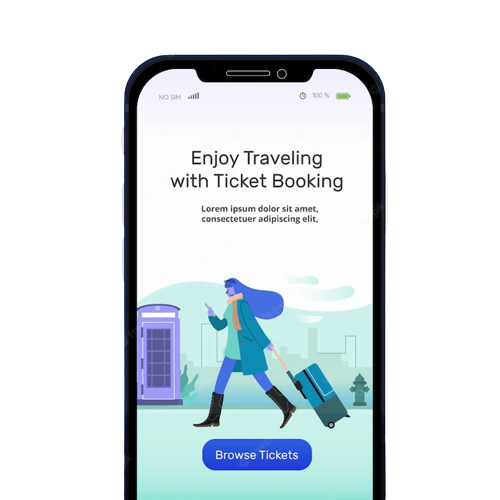 NO SIM
100 %
Enjoy Traveling
with Ticket Booking
Lorem ipsum dolor sit amet,
consectetuer adipiscing elit,
Browse Tickets